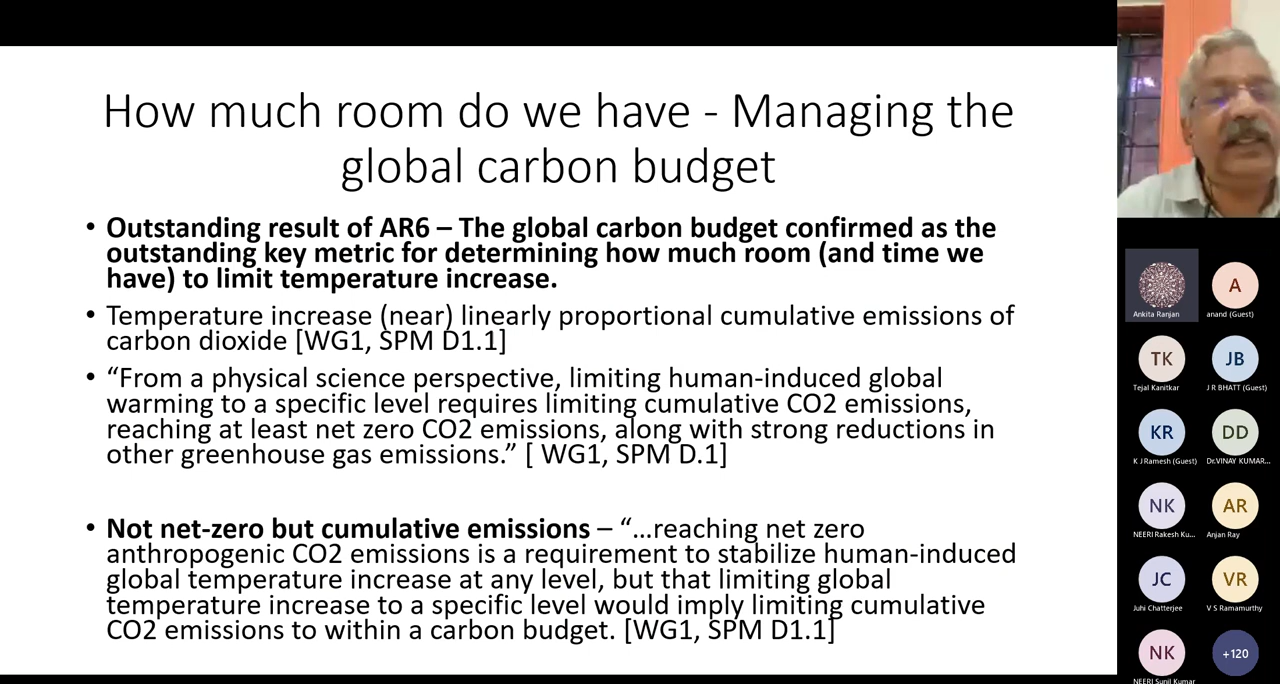 How much room do we have - Managing the
global carbon budget
• Outstanding result of AR6 – The global carbon budget confirmed as the
outstanding key metric for determining how much room (and time we
have) to limit temperature increase.
• Temperature increase (near) linearly proportional cumulative emissions of
carbon dioxide [WG1, SPM D1.1]
• “From a physical science perspective, limiting human-induced global
warming to a specific level requires limiting cumulative CO2 emissions,
reaching at least net zero CO2 emissions, along with strong reductions in
other greenhouse gas emissions.” [ WG1, SPM D.1]
• Not net-zero but cumulative emissions – “…reaching net zero
anthropogenic CO2 emissions is a requirement to stabilize human-induced
global temperature increase at any level, but that limiting global
temperature increase to a specific level would imply limiting cumulative
CO2 emissions to within a carbon budget. [WG1, SPM D1.1]
A
Ankita Ranjan
anand (Guest)
TK
JB
Tejal Kanitkar
J R BHATT (Guest)
KR
DD
K J Ramesh (Guest)
Dr.VINAY KUMAR...
NK
AR
NEERI Rakesh Ku...
Anjan Ray
JC
VR
Juhi Chatterjee
V S Ramamurthy
NK
+120
NEERI Sunil Kumar